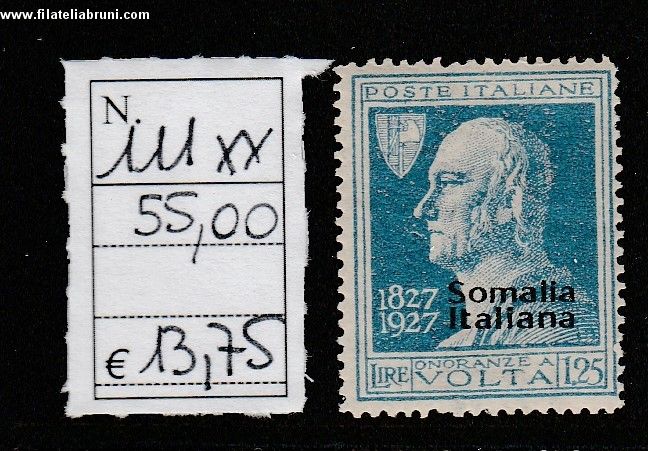 www.filateliabruni.com
N.
111 xx
55,00
€ 13,75
POSTE ITALIANE
1827 Somalia
1927 Italiana
LIRE ONORANZE A VOLTA 1,25